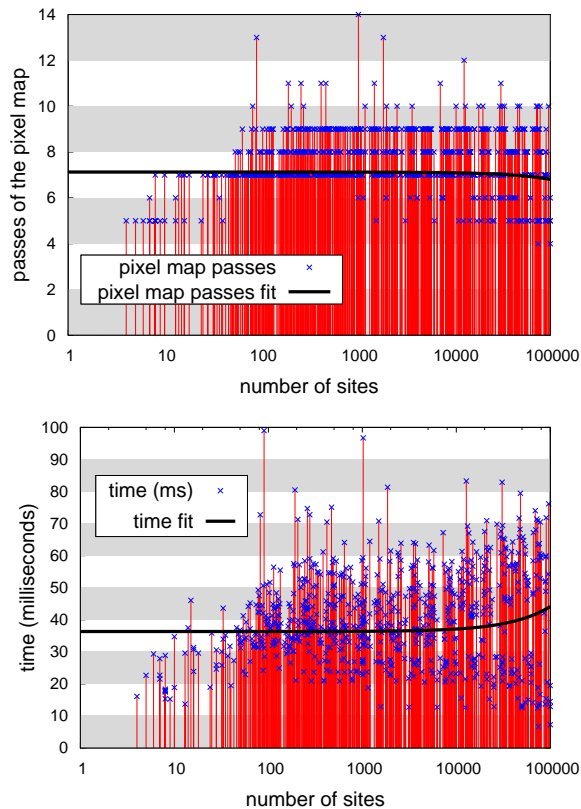 14
12
10
8
6
4
2
0
passes of the pixel map
pixel map passes
pixel map passes fit
1 10 100 1000 10000 100000
number of sites
100
90
80
70
60
50
40
30
20
10
0
time (milliseconds)
time (ms)
time fit
1 10 100 1000 10000 100000
number of sites